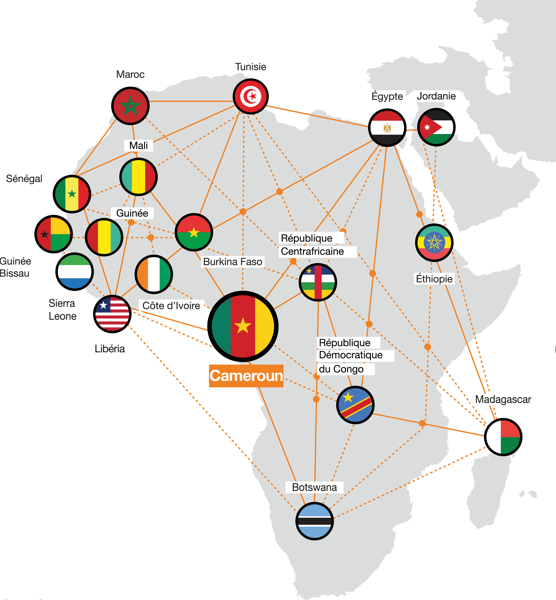 Tunisie
Maroc
Égypte
Jordanie
Mali
Sénégal
Guinée
République
Centrafricaine
Guinée
Bissau
Burkina Faso
Éthiopie
Sierra
Leone
Côte d'Ivoire
Libéria
République
Démocratique
du Congo
Cameroun
Madagascar
Botswana